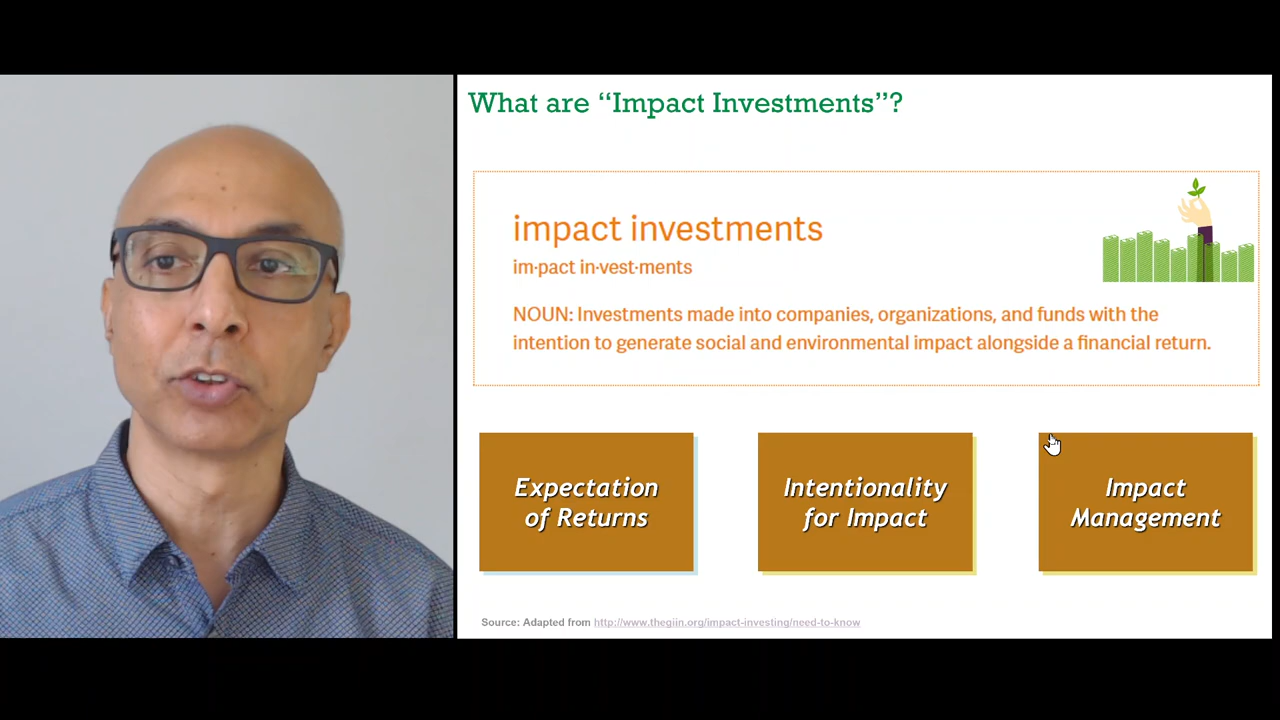 What are “Impact Investments”?
impact investments
im·pact in·vest·ments
NOUN: Investments made into companies, organizations, and funds with the
intention to generate social and environmental impact alongside a financial return.
Expectation
of Returns
Intentionality
for Impact
Impact
Management
Source: Adapted from http://www.thegiin.org/impact-investing/need-to-know